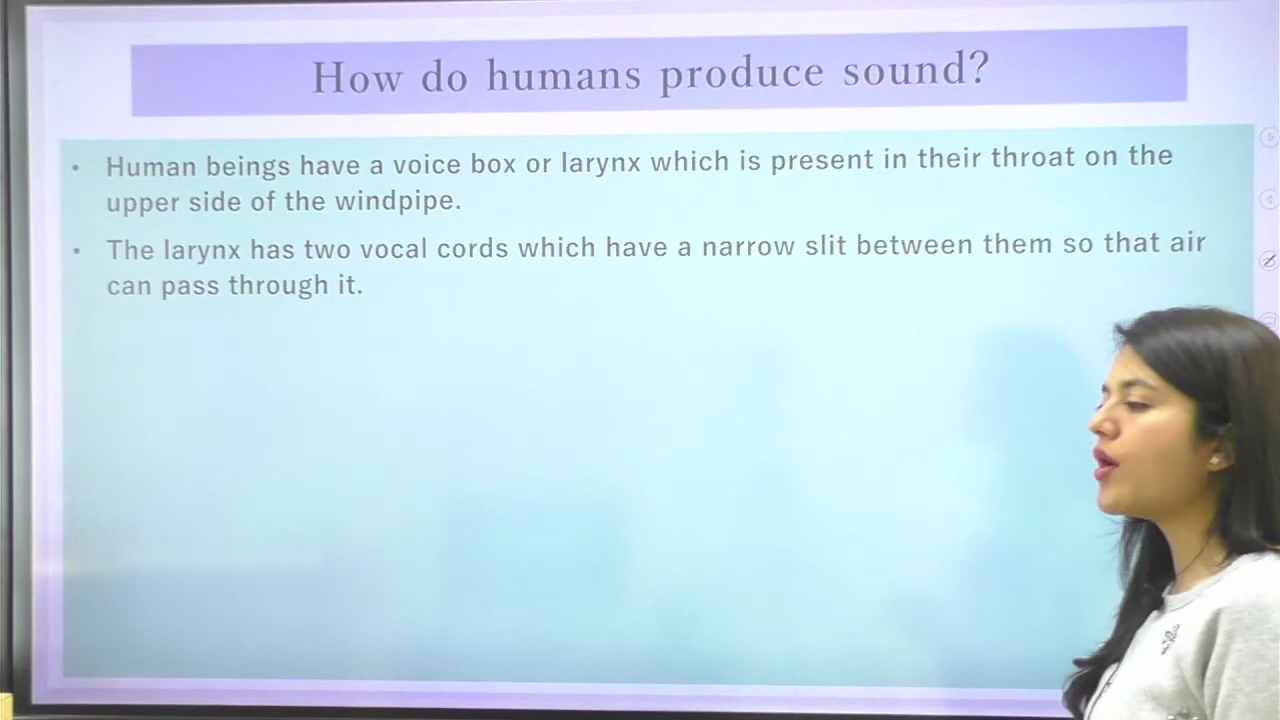 How do humans produce sound?
• Human beings have a voice box or larynx which is present in their throat on the
upper side of the windpipe.
• The larynx has two vocal cords which have a narrow slit between them so that air
can pass through it.